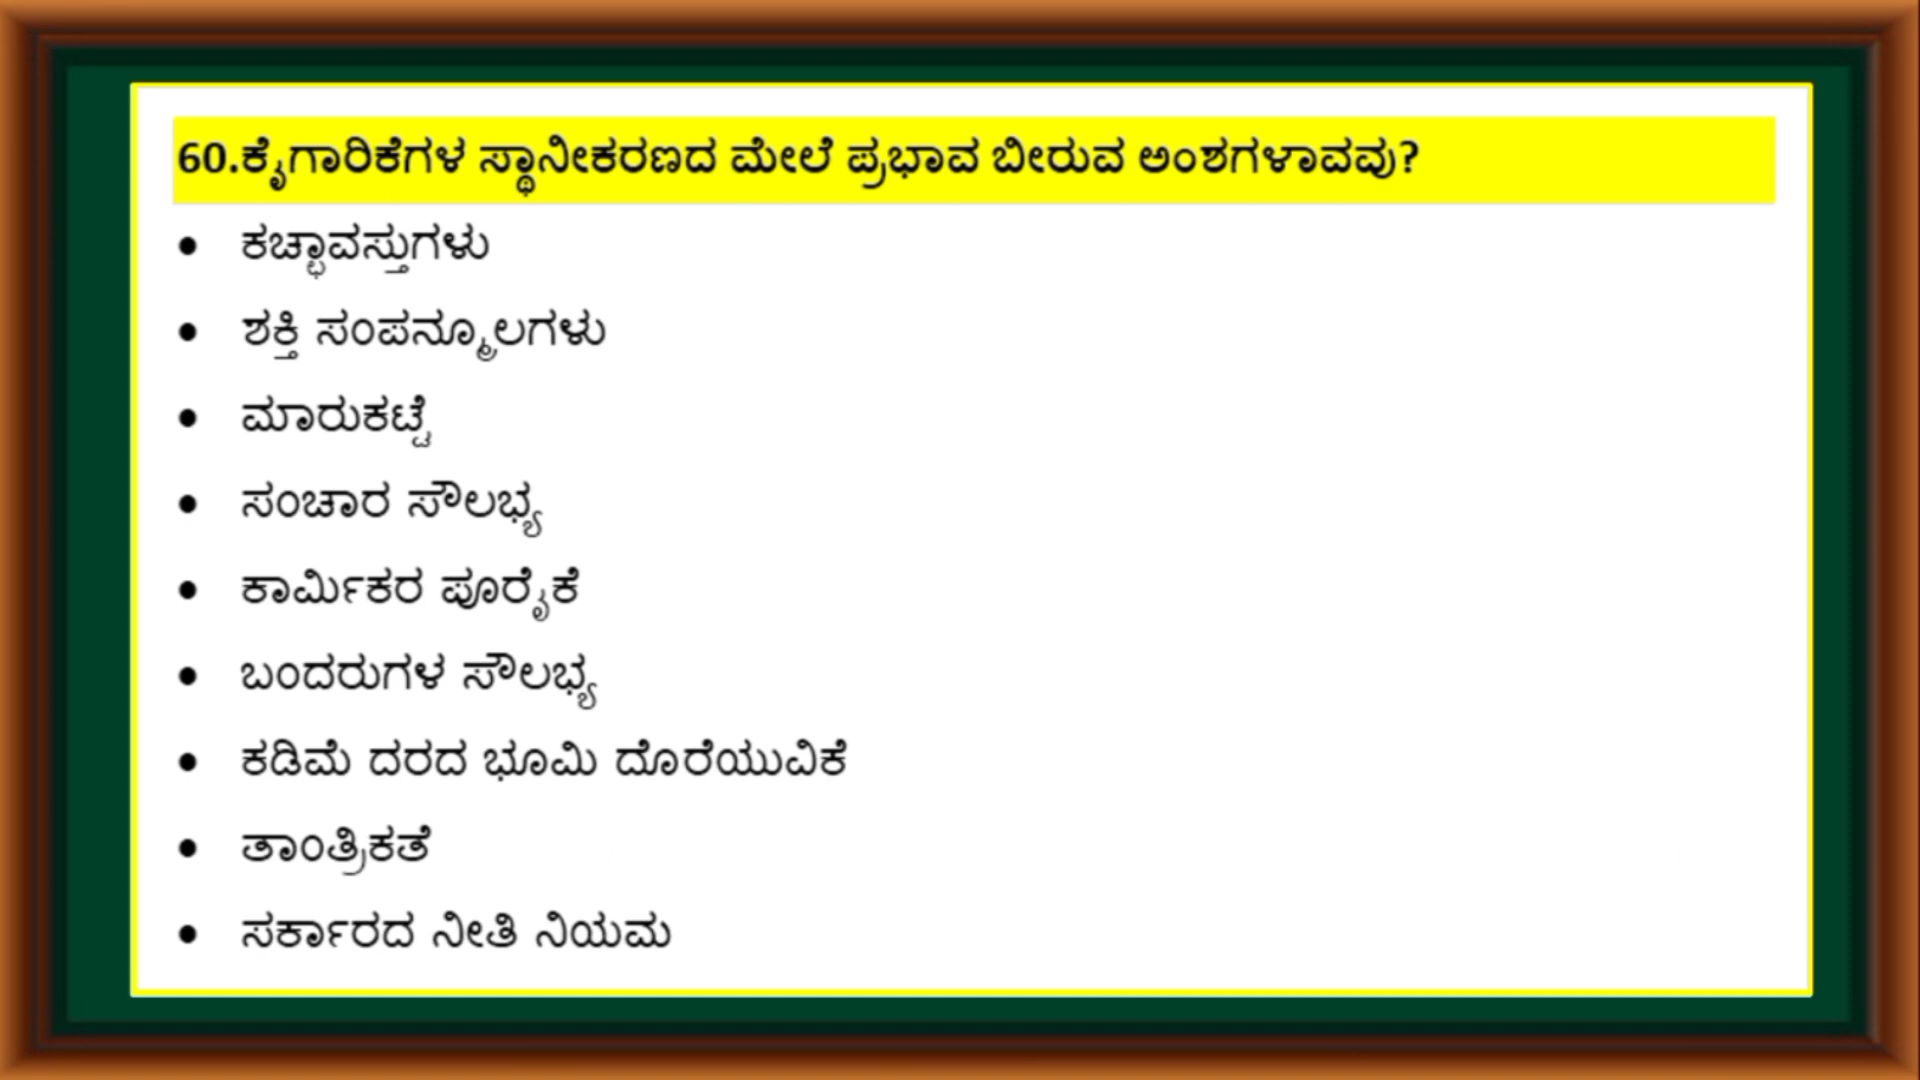 60.ಕೈಗಾರಿಕೆಗಳ ಸ್ಥಾನೀಕರಣದ ಮೇಲೆ ಪ್ರಭಾವ ಬೀರುವ ಅಂಶಗಳಾವವು?
• ಕಚ್ಛಾವಸ್ತುಗಳು
• ಶಕ್ತಿ ಸಂಪನ್ಮೂಲಗಳು
• ಮಾರುಕಟ್ಟೆ
• ಸಂಚಾರ ಸೌಲಭ್ಯ
• ಕಾರ್ಮಿಕರ ಪೂರೈಕೆ
• ಬಂದರುಗಳ ಸೌಲಭ್ಯ
• ಕಡಿಮೆ ದರದ ಭೂಮಿ ದೊರೆಯುವಿಕೆ
• ತಾಂತ್ರಿಕತೆ
• ಸರ್ಕಾರದ ನೀತಿ ನಿಯಮ